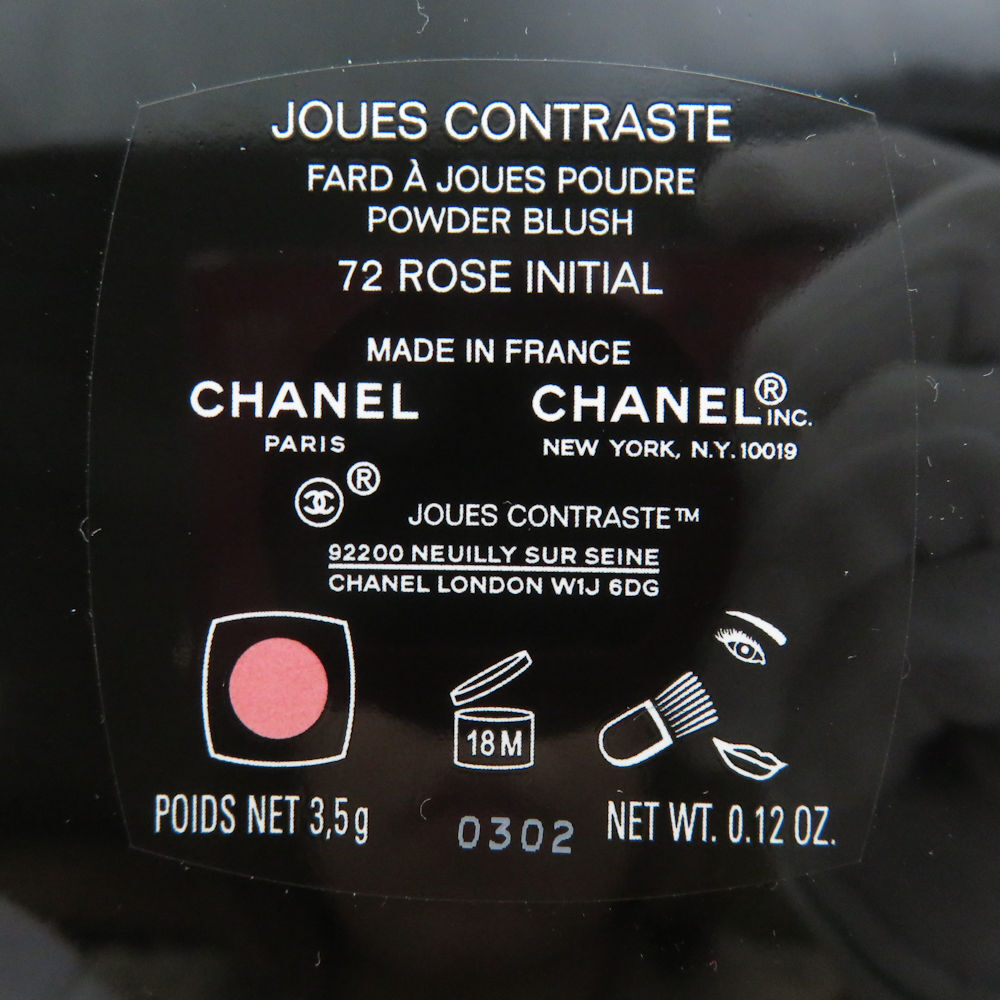 JOUES CONTRASTE
FARD À JOUES POUDRE
POWDER BLUSH
72 ROSE INITIAL
MADE IN FRANCE
CHANEL
PARIS
CHANEL® INC.
NEW YORK, N.Y. 10019
®
JOUES CONTRASTE™
92200 NEUILLY SUR SEINE
CHANEL LONDON W1J 6DG
18 M
POIDS NET 3,5 g
0302
NET WT. 0.12 OZ.